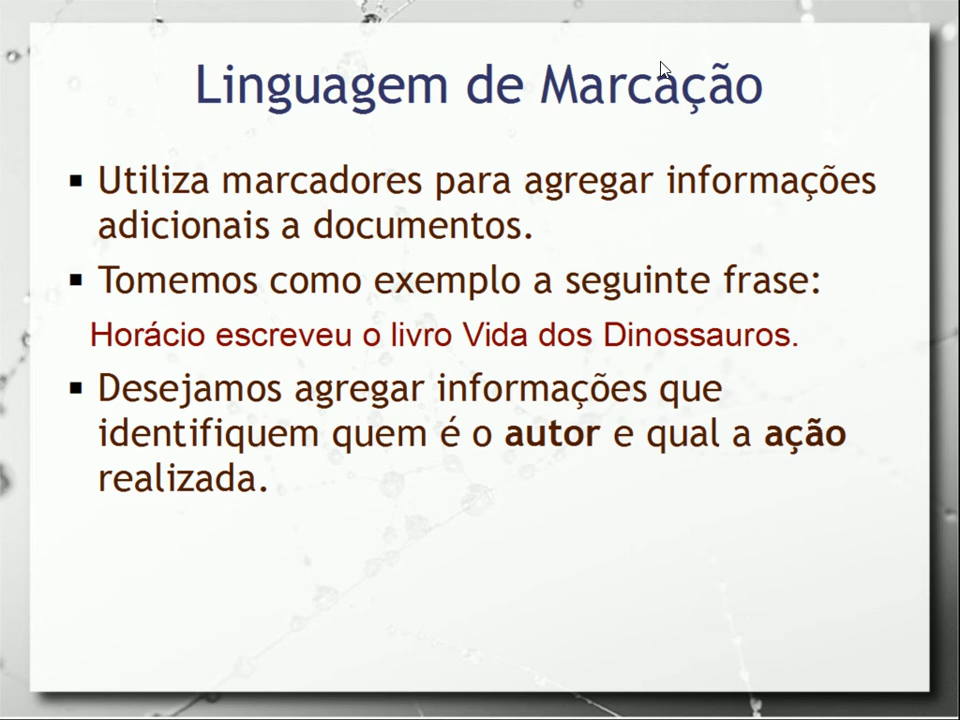 Linguagem de Marcação
▪ Utiliza marcadores para agregar informações
adicionais a documentos.
▪ Tomemos como exemplo a seguinte frase:
Horácio escreveu o livro Vida dos Dinossauros.
▪ Desejamos agregar informações que
identifiquem quem é o autor e qual a ação
realizada.